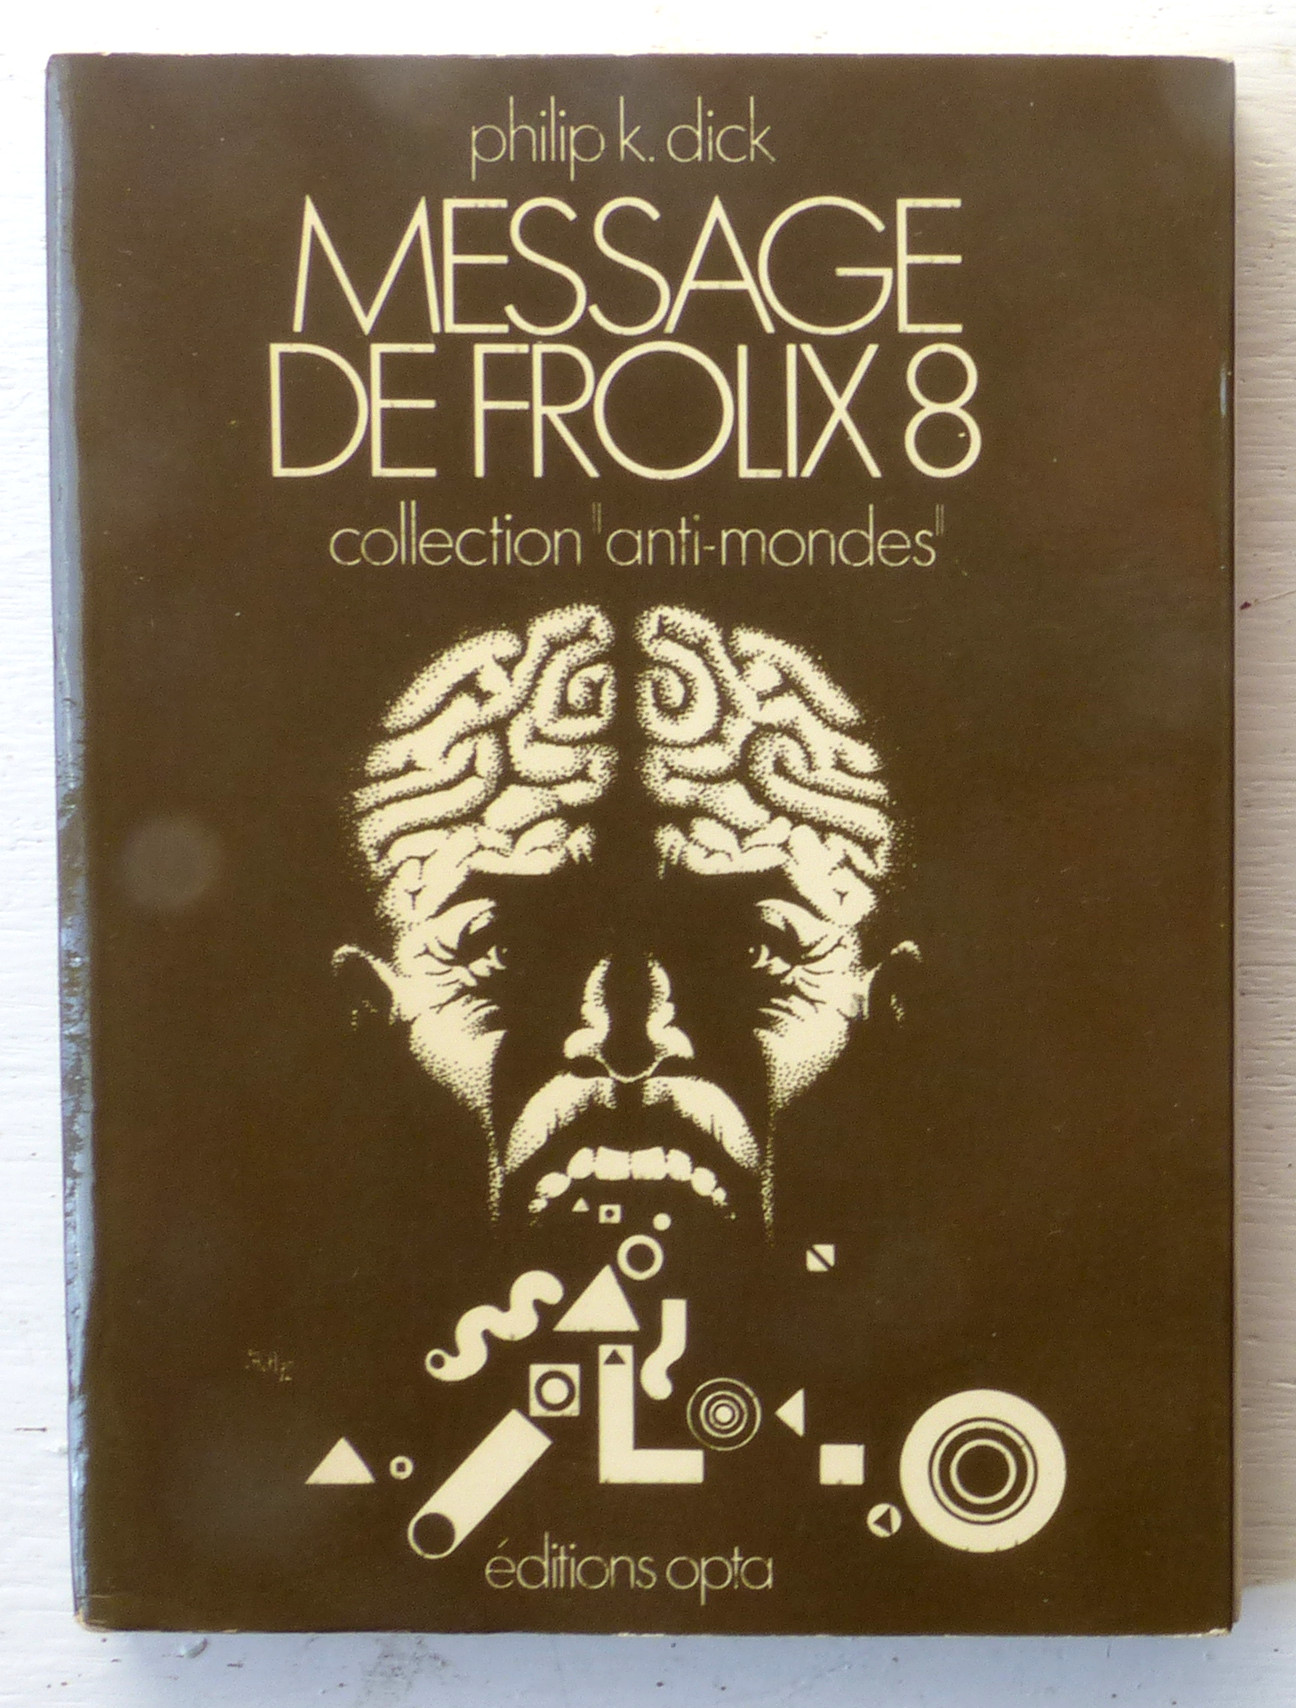 philip k. dick
MESSAGE
DE FROLIX 8
collection "anti-mondes"
éditions opta